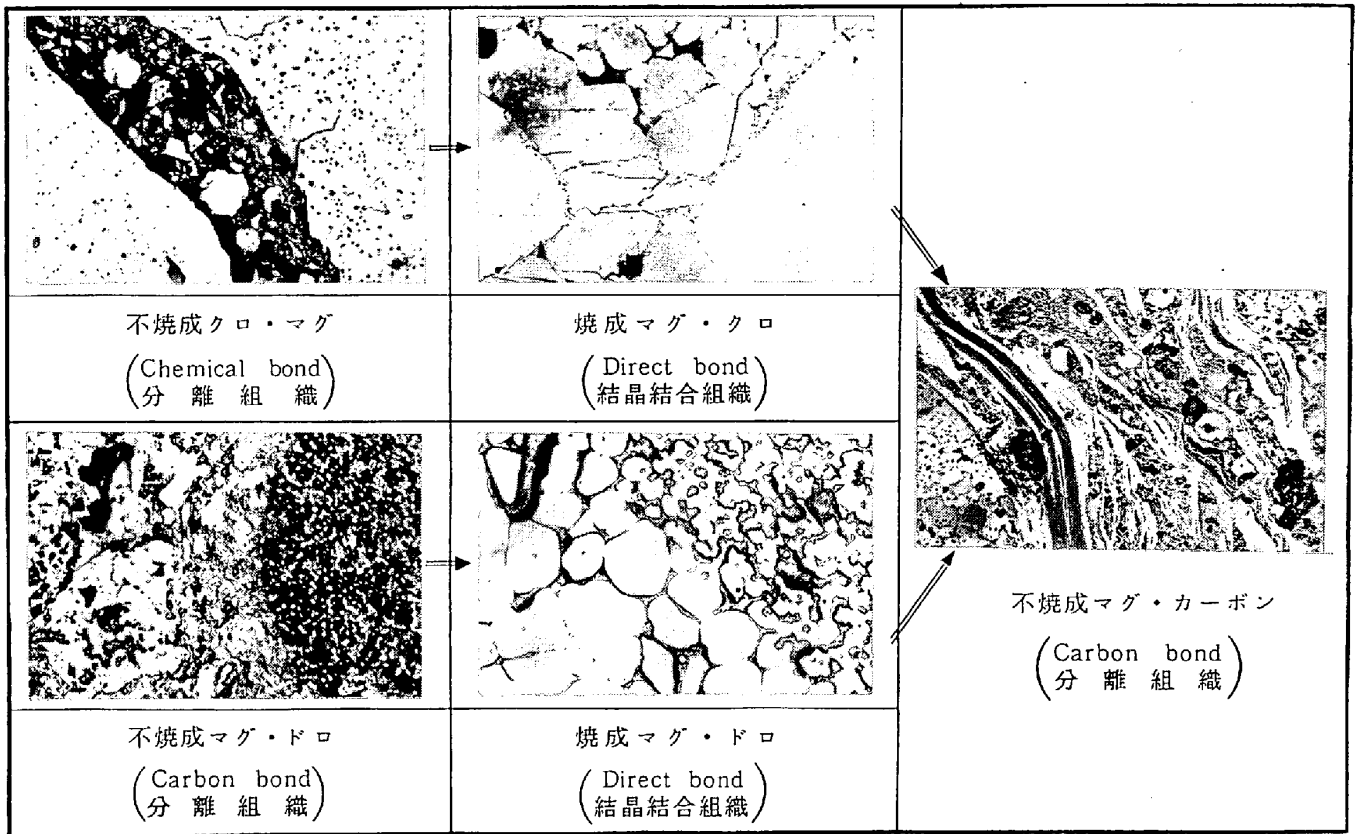 不焼成クロ・マグ
(Chemical bond
分離組織)
焼成マグ・クロ
(Direct bond
結晶結合組織)
不焼成マグ・ドロ
(Carbon bond
分離組織)
焼成マグ・ドロ
(Direct bond
結晶結合組織)
不焼成マグ・カーボン
(Carbon bond
分離組織)